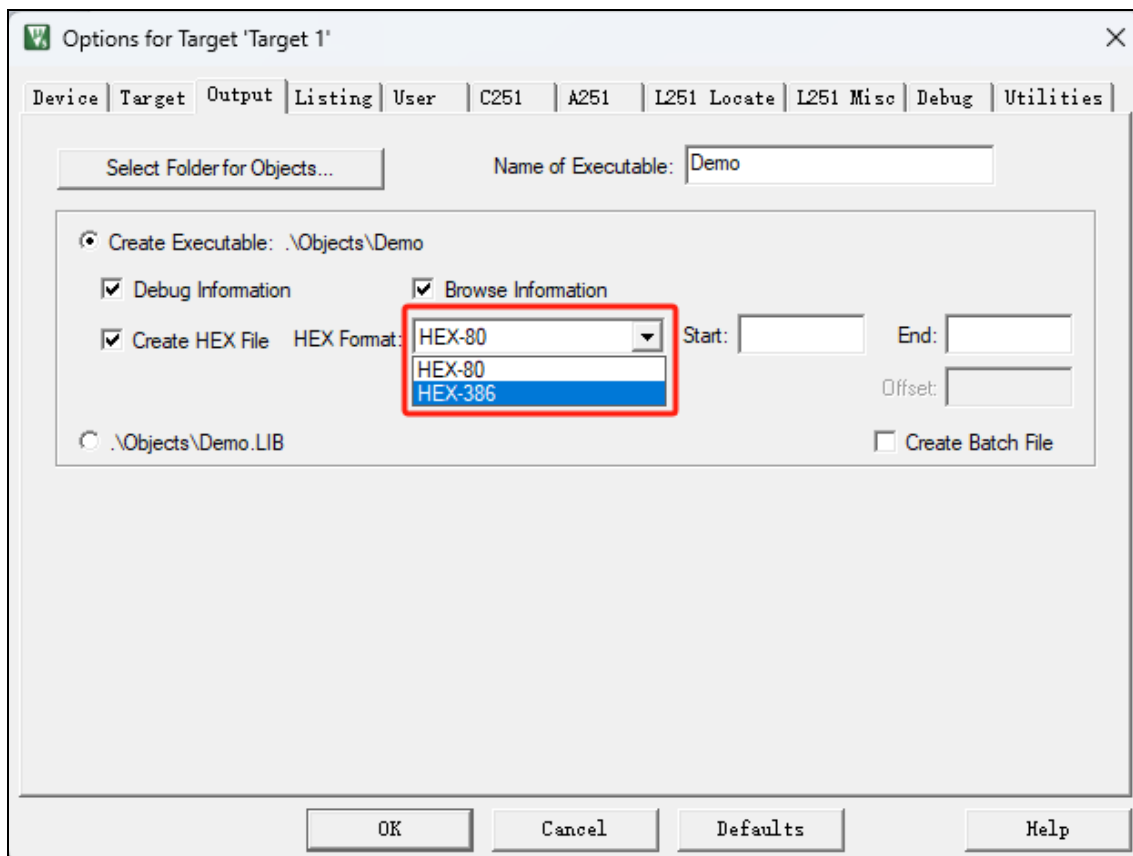 Options for Target 'Target 1'
Device Target Output Listing User C251 A251 L251 Locate L251 Misc Debug Utilities
Select Folder for Objects... Name of Executable: Demo
Create Executable: .\Objects\Demo
Debug Information Browse Information
Create HEX File HEX Format: HEX-80 Start: End:
HEX-80
HEX-386 Offset:
.\Objects\Demo.LIB Create Batch File
OK Cancel Defaults Help